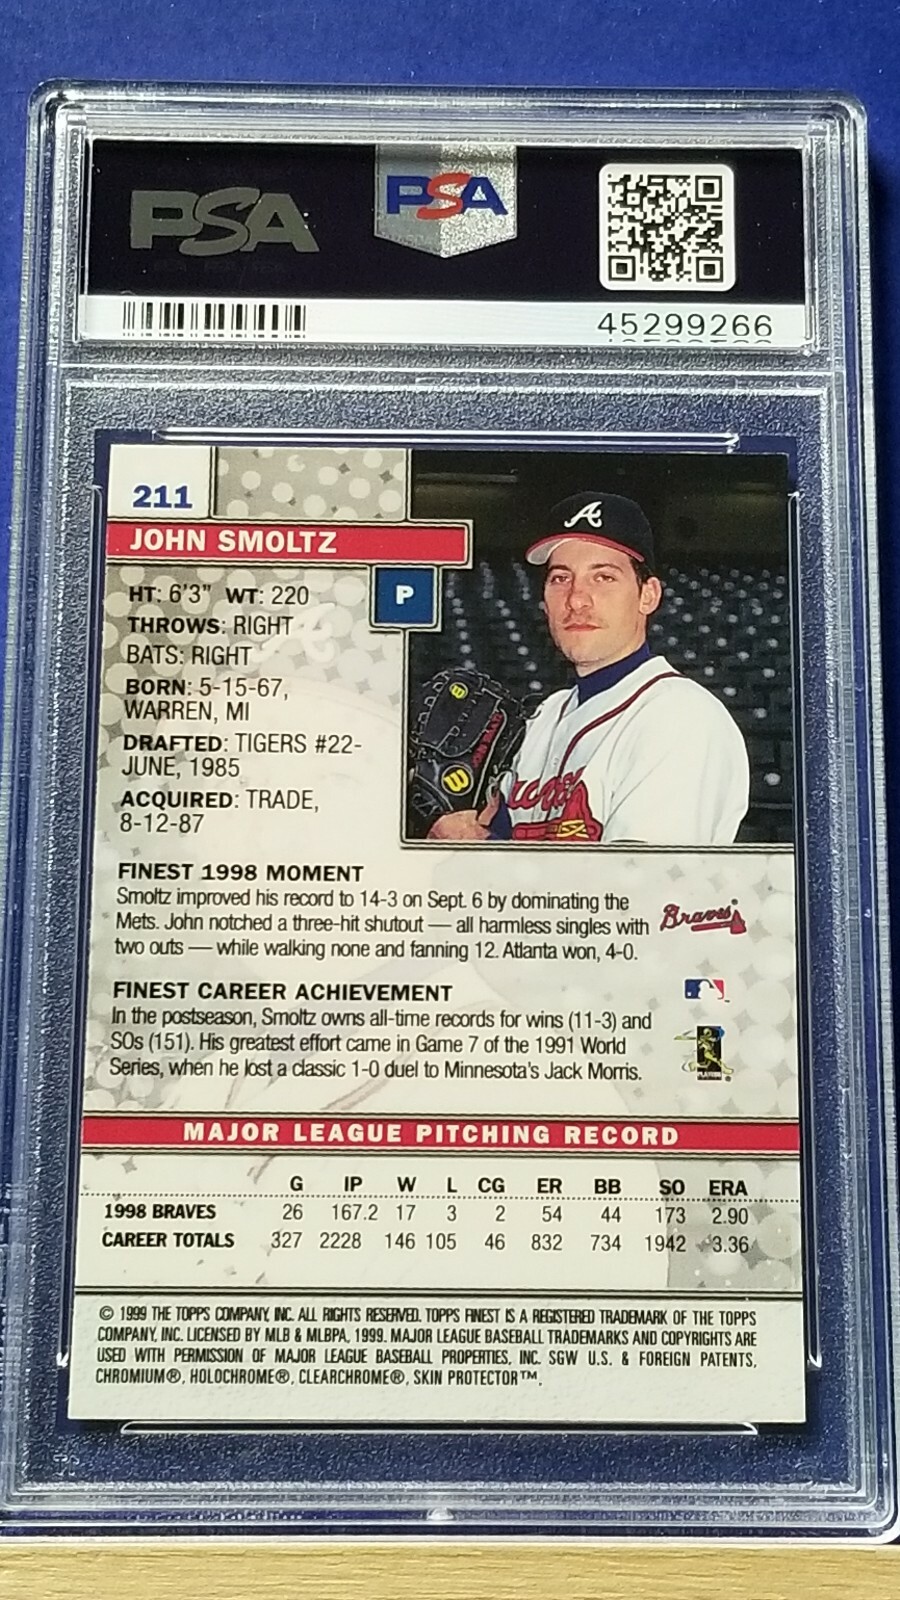 PSA
PSA
45299266
211
JOHN SMOLTZ
P
HT: 6'3" WT: 220
THROWS: RIGHT
BATS: RIGHT
BORN: 5-15-67,
WARREN, MI
DRAFTED: TIGERS #22-
JUNE, 1985
ACQUIRED: TRADE,
8-12-87
FINEST 1998 MOMENT
Smoltz improved his record to 14-3 on Sept. 6 by dominating the
Mets. John notched a three-hit shutout — all harmless singles with
two outs — while walking none and fanning 12. Atlanta won, 4-0.
Braves
FINEST CAREER ACHIEVEMENT
In the postseason, Smoltz owns all-time records for wins (11-3) and
SOs (151). His greatest effort came in Game 7 of the 1991 World
Series, when he lost a classic 1-0 duel to Minnesota's Jack Morris.
MAJOR LEAGUE PITCHING RECORD
G IP W L CG ER BB SO ERA
1998 BRAVES 26 167.2 17 3 2 54 44 173 2.90
CAREER TOTALS 327 2228 146 105 46 832 734 1942 3.36
© 1999 THE TOPPS COMPANY, INC. ALL RIGHTS RESERVED. TOPPS FINEST IS A REGISTERED TRADEMARK OF THE TOPPS
COMPANY, INC. LICENSED BY MLB & MLBPA, 1999. MAJOR LEAGUE BASEBALL TRADEMARKS AND COPYRIGHTS ARE
USED WITH PERMISSION OF MAJOR LEAGUE BASEBALL PROPERTIES, INC. SGW U.S. & FOREIGN PATENTS,
CHROMIUM®, HOLOCHROME®, CLEARCHROME®, SKIN PROTECTOR™.